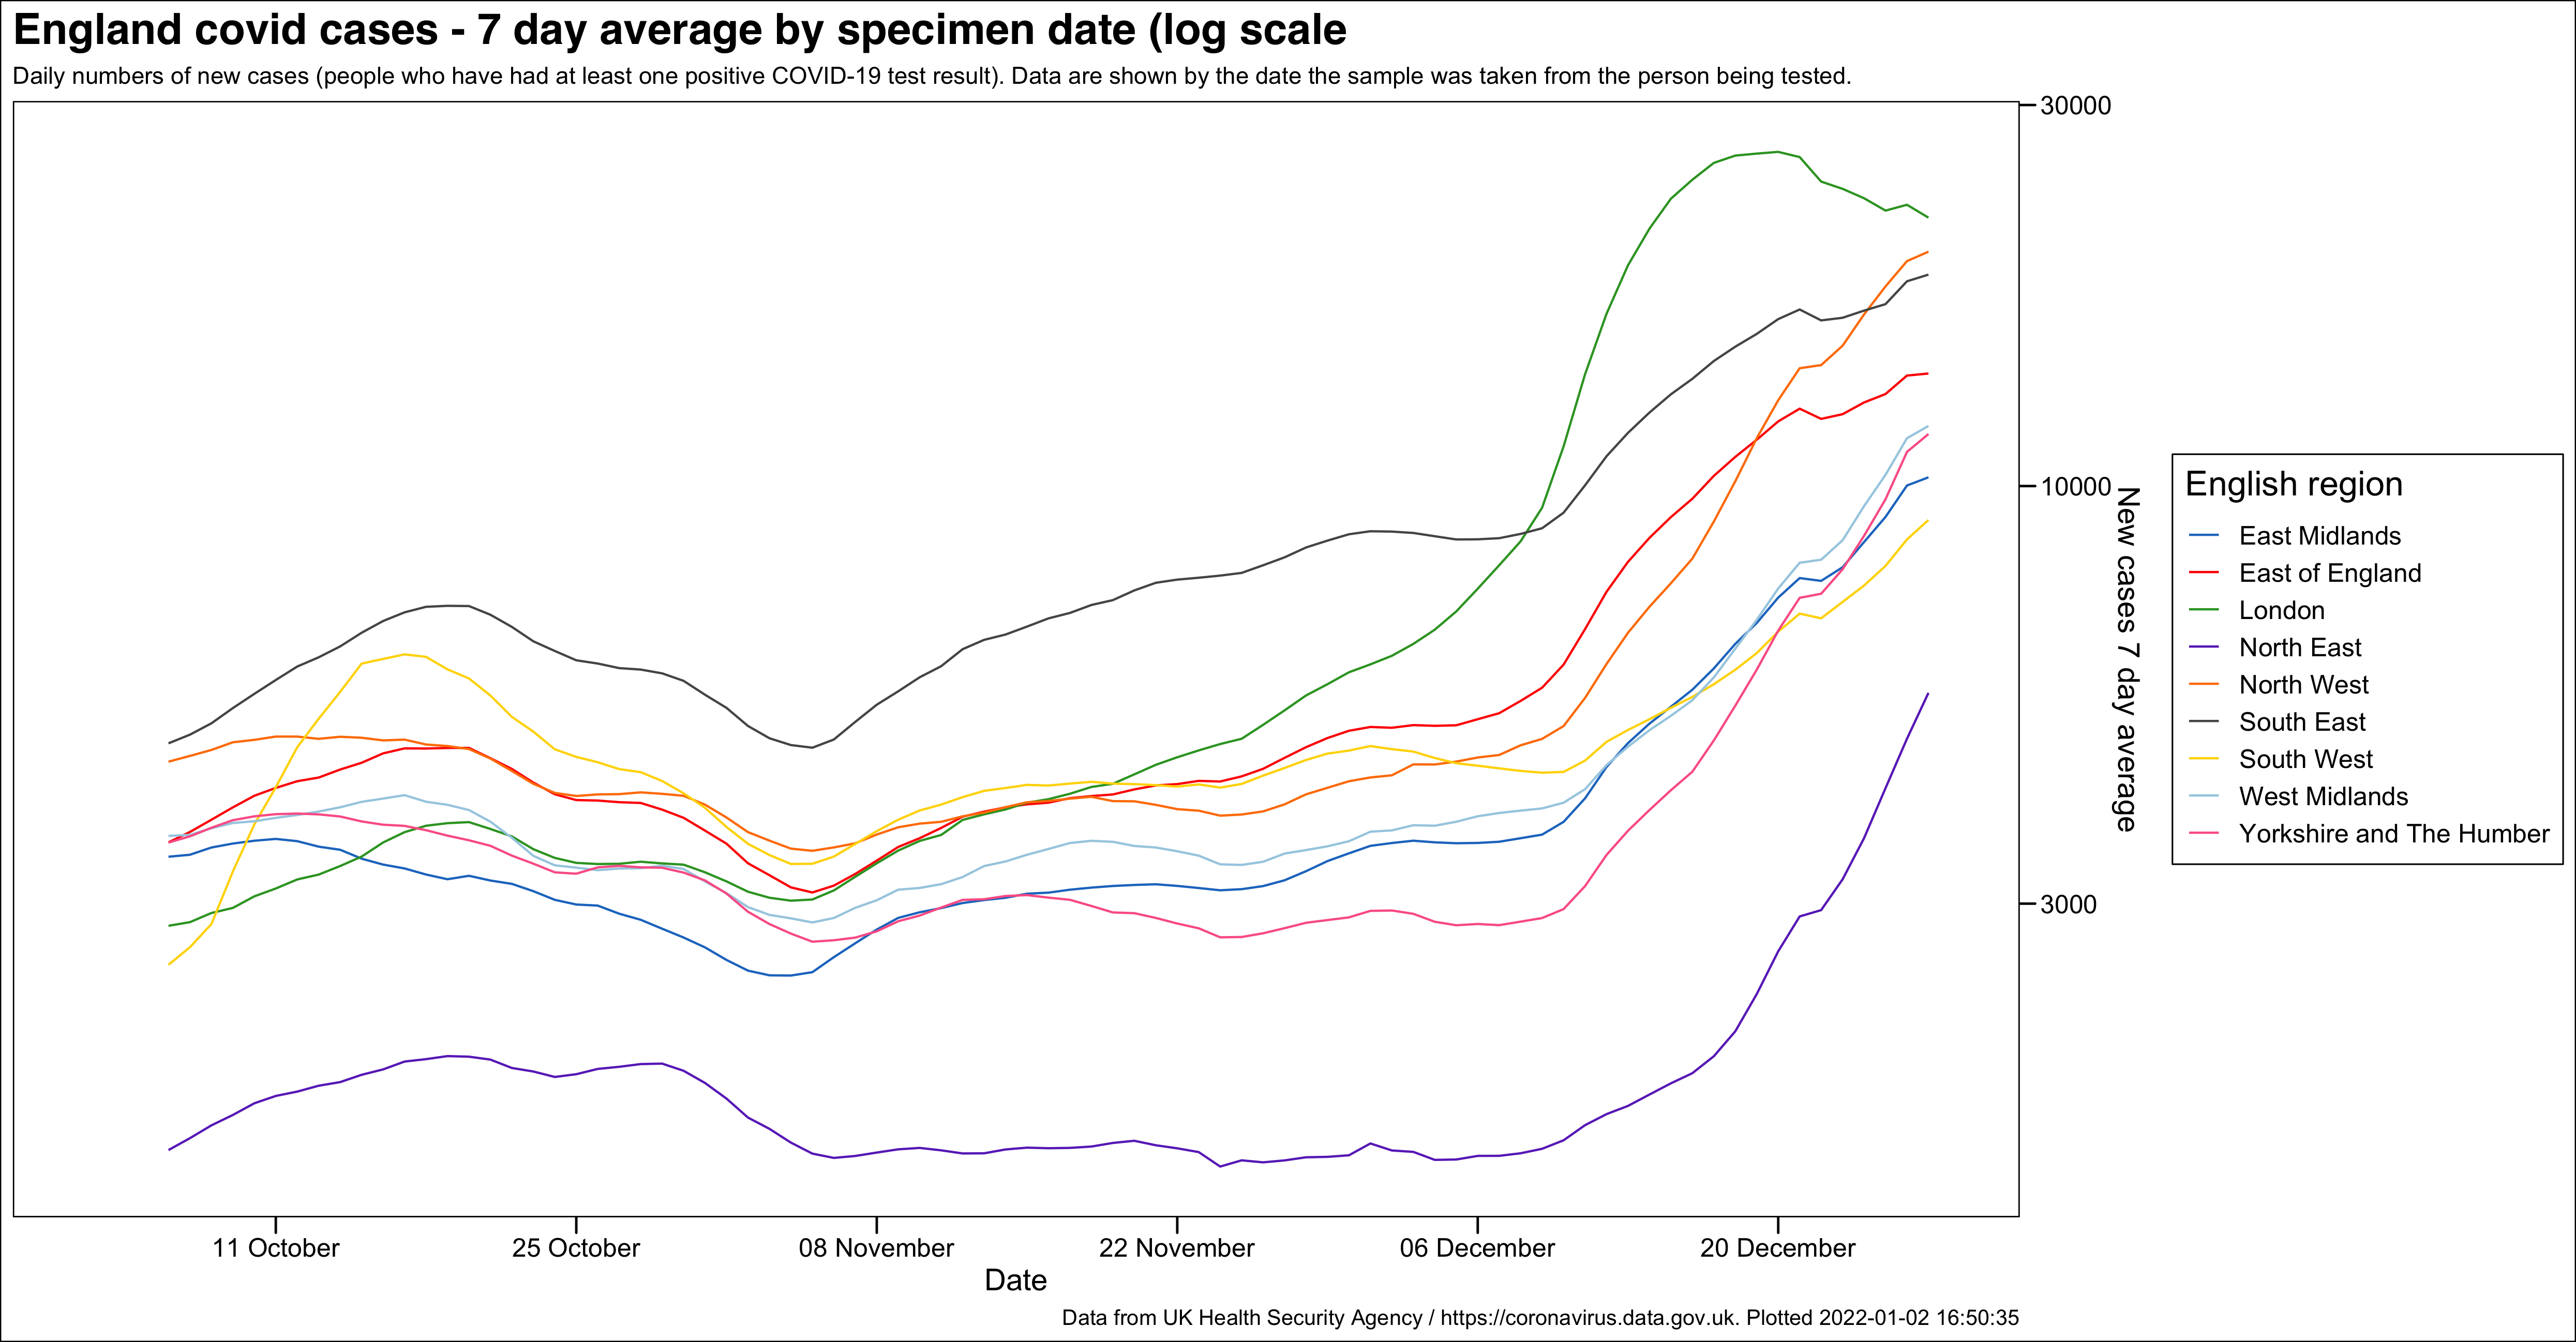 England covid cases - 7 day average by specimen date (log scale
Daily numbers of new cases (people who have had at least one positive COVID-19 test result). Data are shown by the date the sample was taken from the person being tested.
30000
10000
3000
New cases 7 day average
English region
East Midlands
East of England
London
North East
North West
South East
South West
West Midlands
Yorkshire and The Humber
11 October
25 October
08 November
22 November
06 December
20 December
Date
Data from UK Health Security Agency / https://coronavirus.data.gov.uk. Plotted 2022-01-02 16:50:35